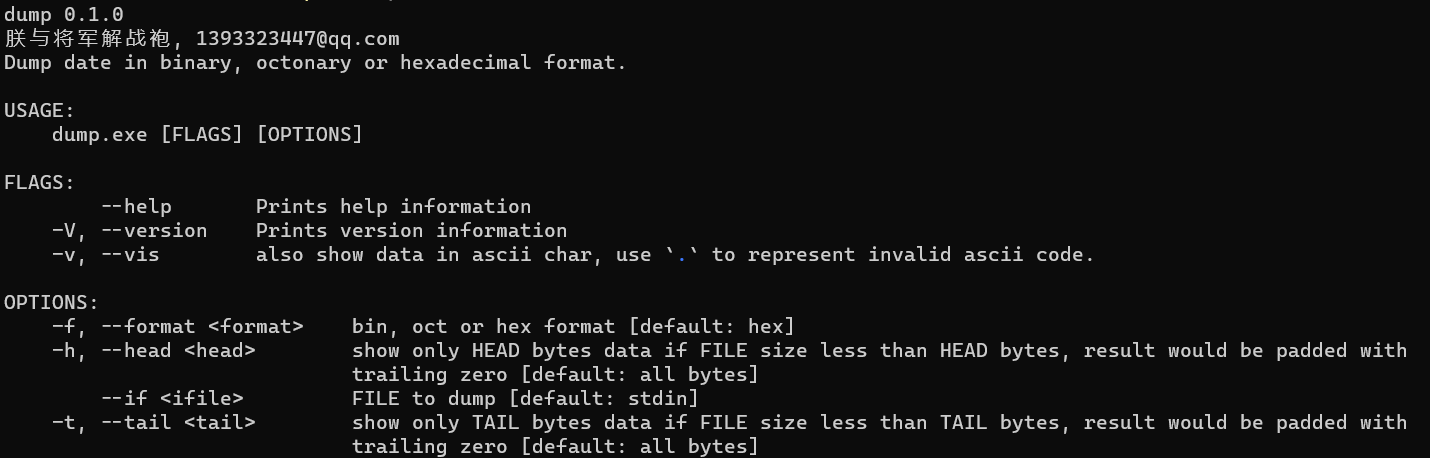 dump 0.1.0
朕与将军解战袍, 1393323447@qq.com
Dump date in binary, octonary or hexadecimal format.

USAGE:
    dump.exe [FLAGS] [OPTIONS]

FLAGS:
        --help       Prints help information
    -V, --version    Prints version information
    -v, --vis        also show data in ascii char, use `.` to represent invalid ascii code.

OPTIONS:
    -f, --format <format>    bin, oct or hex format [default: hex]
    -h, --head <head>        show only HEAD bytes data if FILE size less than HEAD bytes, result would be padded with
                             trailing zero [default: all bytes]
        --if <ifile>         FILE to dump [default: stdin]
    -t, --tail <tail>        show only TAIL bytes data if FILE size less than TAIL bytes, result would be padded with
                             trailing zero [default: all bytes]